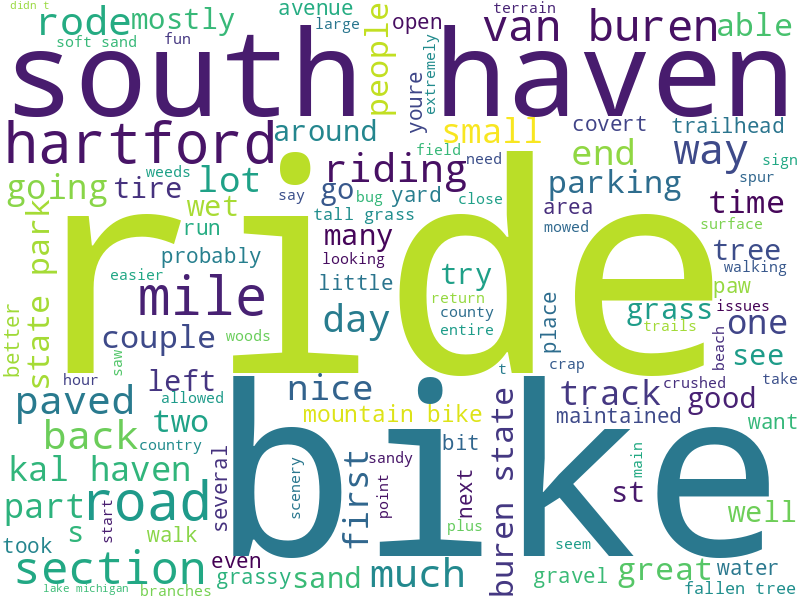 didn t
avenue
terrain
rode
mostly
large
open
van buren
able
soft sand
fun
people
extremely
south haven
youre
hartford
around
small
covert
trailhead
field
need
riding
end
way
sign
weeds
spur
going
tire
lot
say
go
bug
yard
close
parking
time
wet
tall grass
area
state park
run
many
mowed
surface
probably
looking
tree
ride
easier
little
try
walking
mile
return
grass
paw
better
day
county
place
issues
one
couple
woods
entire
trails
beach
see
saw
crap
hour
left
t
crushed
take
paved
allowed
nice
track
good
two
mountain bike
maintained
want
back
country
bit
bike
kal haven
several
scenery
first
sandy
point
next
buren state
main
st
part
road
start
well
s
walk
plus
took
seem
section
even
much
great
water
grassy
sand
gravel
fallen tree
lake michigan
branches